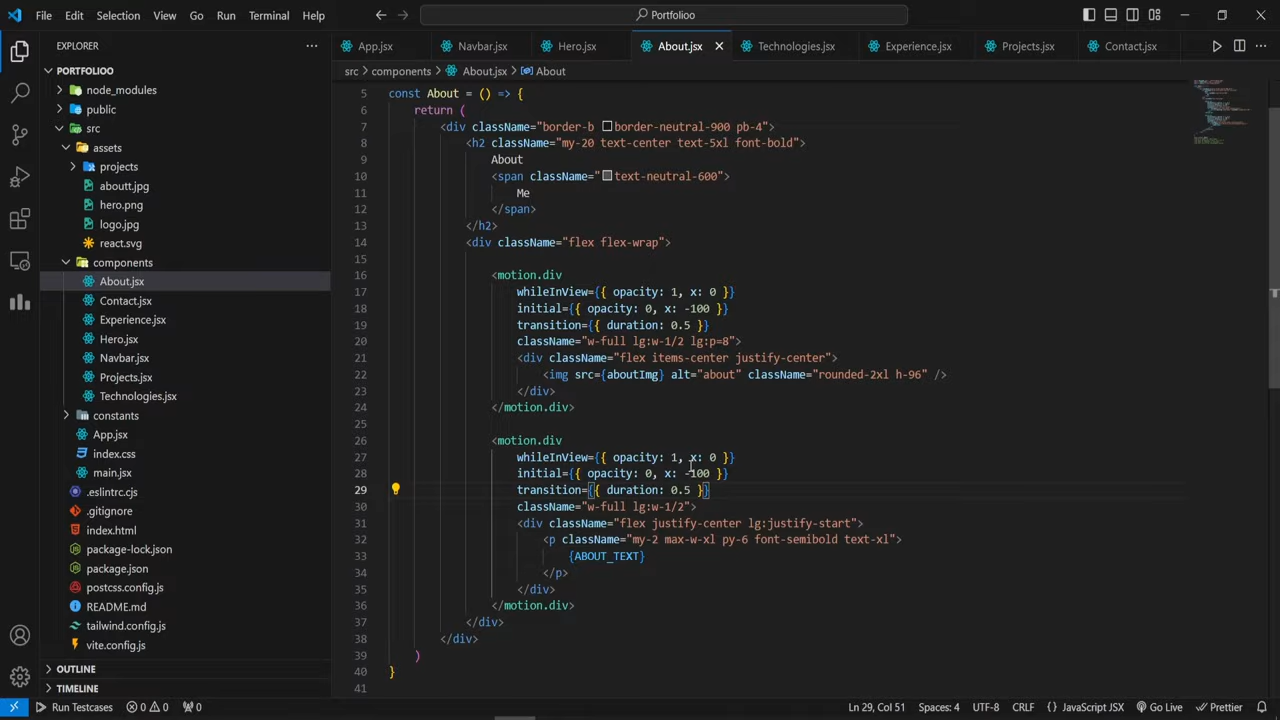 File Edit Selection View Go Run Terminal Help
Portfolioo
EXPLORER
App.jsx
Navbar.jsx
Hero.jsx
About.jsx
Technologies.jsx
Experience.jsx
Projects.jsx
Contact.jsx
src > components > About.jsx > About
PORTFOLIOO
node_modules
public
src
assets
projects
aboutt.jpg
hero.png
logo.jpg
react.svg
components
About.jsx
Contact.jsx
Experience.jsx
Hero.jsx
Navbar.jsx
Projects.jsx
Technologies.jsx
constants
App.jsx
index.css
main.jsx
.eslintrc.cjs
.gitignore
index.html
package-lock.json
package.json
postcss.config.js
README.md
tailwind.config.js
vite.config.js
OUTLINE
TIMELINE
5 const About = () => {
6 return (
7 <div className="border-b border-neutral-900 pb-4">
8 <h2 className="my-20 text-center text-5xl font-bold">
9 About
10 <span className="text-neutral-600">
11 Me
12 </span>
13 </h2>
14 <div className="flex flex-wrap">
15
16 <motion.div
17 whileInView={{ opacity: 1, x: 0 }}
18 initial={{ opacity: 0, x: -100 }}
19 transition={{ duration: 0.5 }}
20 className="w-full lg:w-1/2 lg:p=8">
21 <div className="flex items-center justify-center">
22 <img src={aboutImg} alt="about" className="rounded-2xl h-96" />
23 </div>
24 </motion.div>
25
26 <motion.div
27 whileInView={{ opacity: 1, x: 0 }}
28 initial={{ opacity: 0, x: -100 }}
29 transition={{ duration: 0.5 }}
30 className="w-full lg:w-1/2">
31 <div className="flex justify-center lg:justify-start">
32 <p className="my-2 max-w-xl py-6 font-semibold text-xl">
33 {ABOUT_TEXT}
34 </p>
35 </div>
36 </motion.div>
37 </div>
38 </div>
39 )
40 }
41
Run Testcases 0 0 0 Ln 29, Col 51 Spaces: 4 UTF-8 CRLF {} JavaScript JSX Go Live Prettier